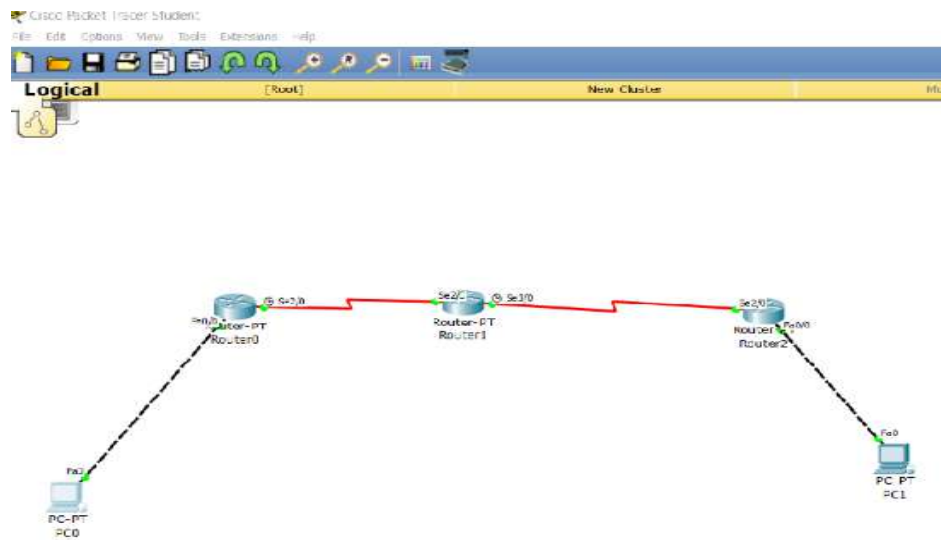 Cisco Packet Tracer Student
File Edit Options View Tools Extensions Help
Logical [Root] New Cluster
Se2/0
Se2/0
Se3/0
Se2/0
Router-PT
Router0
Router-PT
Router1
Router
Router2
Fa0/0
Fa0
PC-PT
PC0
Fa0
PC-PT
PC1